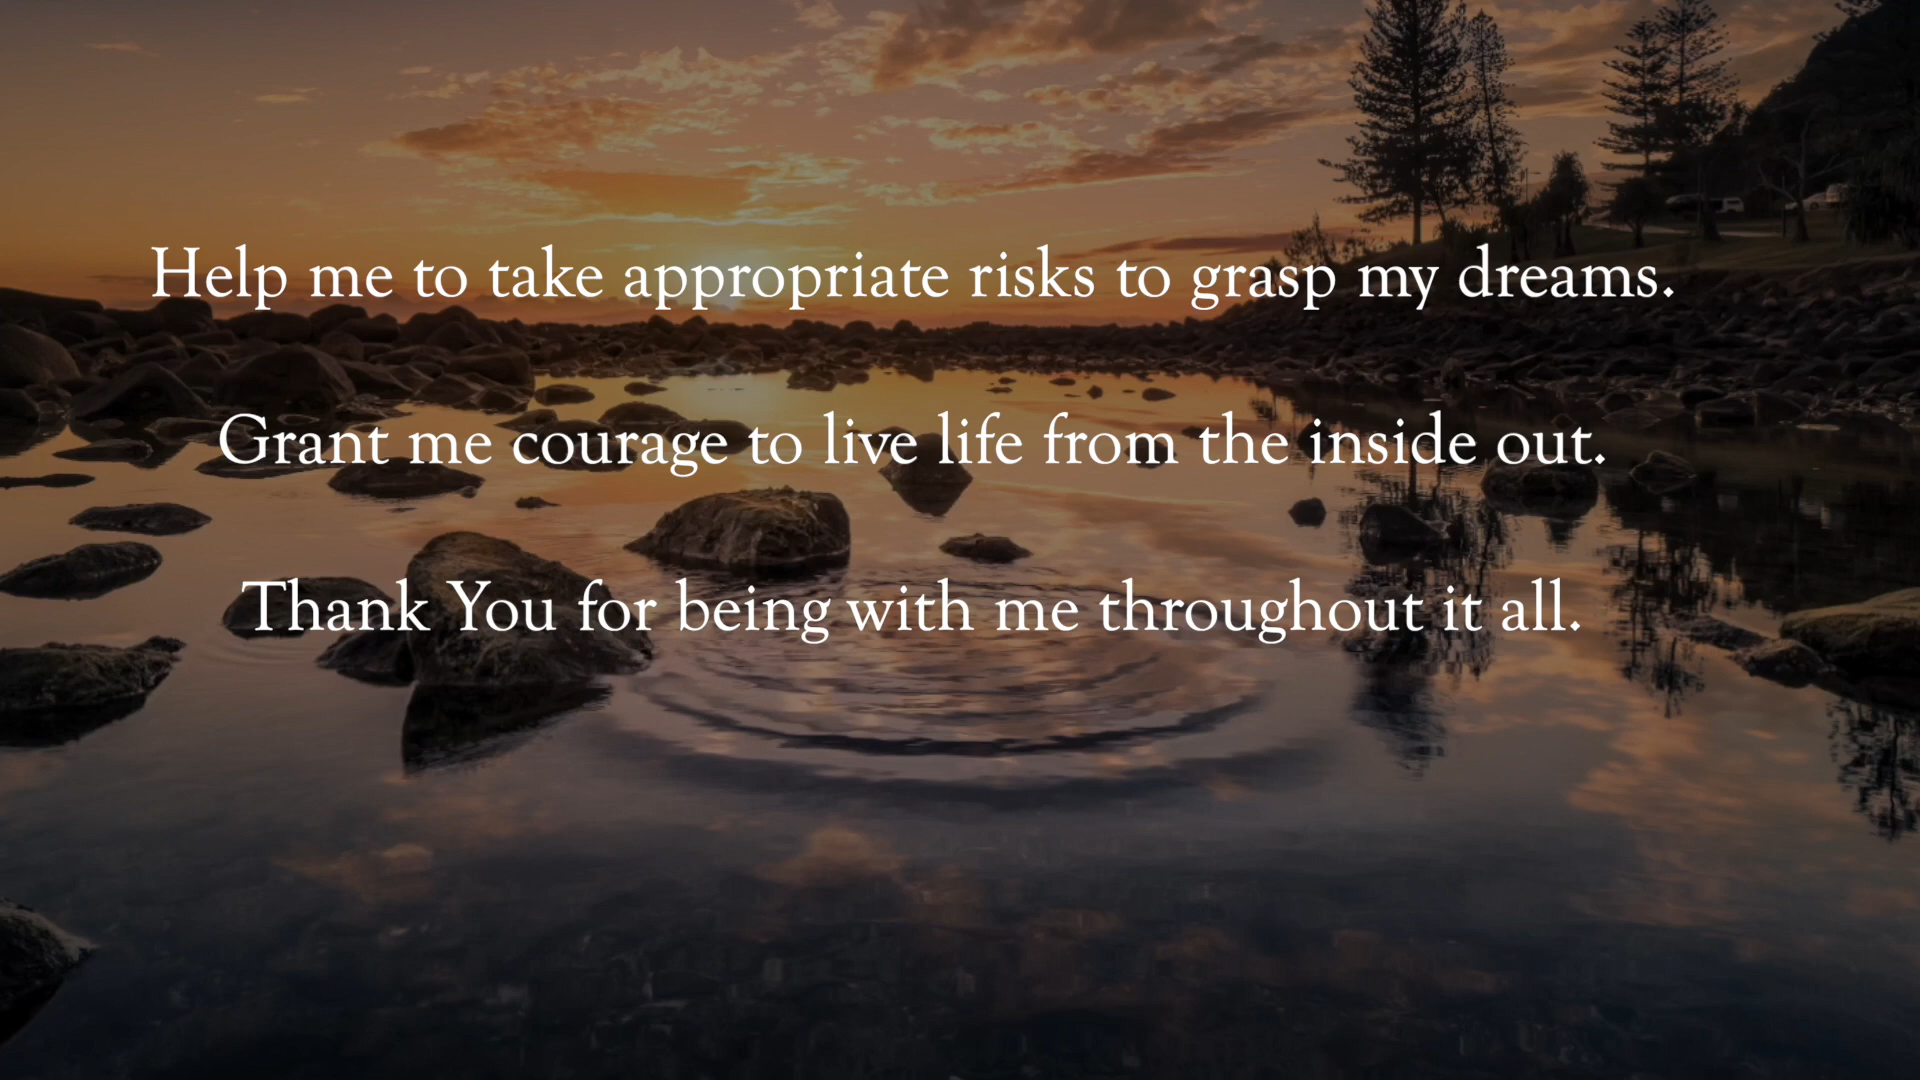 Help me to take appropriate risks to grasp my dreams.
Grant me courage to live life from the inside out.
Thank You for being with me throughout it all.